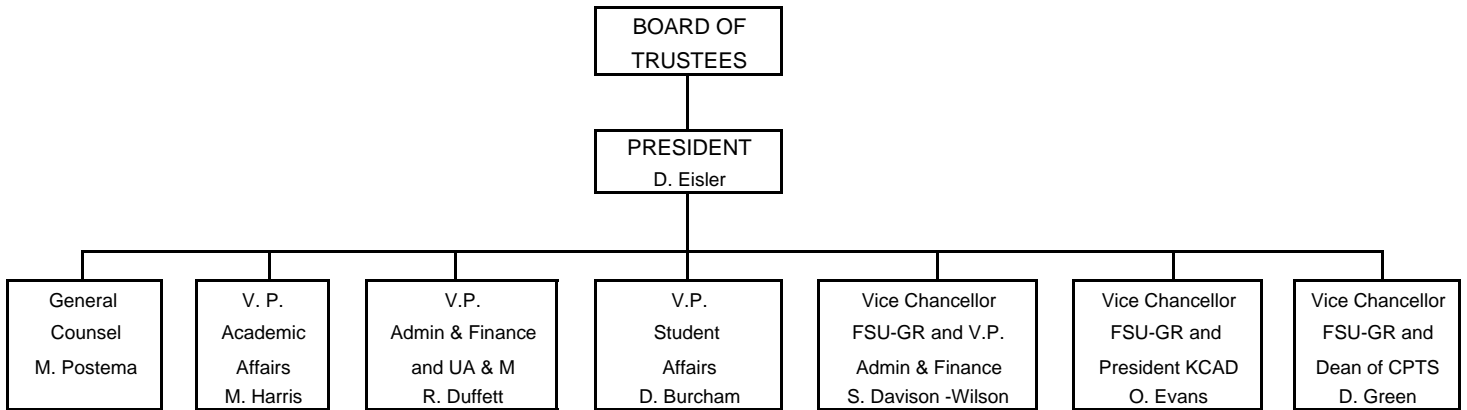 BOARD OF
TRUSTEES
PRESIDENT
D. Eisler
General
Counsel
M. Postema
V. P.
Academic
Affairs
M. Harris
V.P.
Admin & Finance
and UA & M
R. Duffett
V.P.
Student
Affairs
D. Burcham
Vice Chancellor
FSU-GR and V.P.
Admin & Finance
S. Davison -Wilson
Vice Chancellor
FSU-GR and
President KCAD
O. Evans
Vice Chancellor
FSU-GR and
Dean of CPTS
D. Green